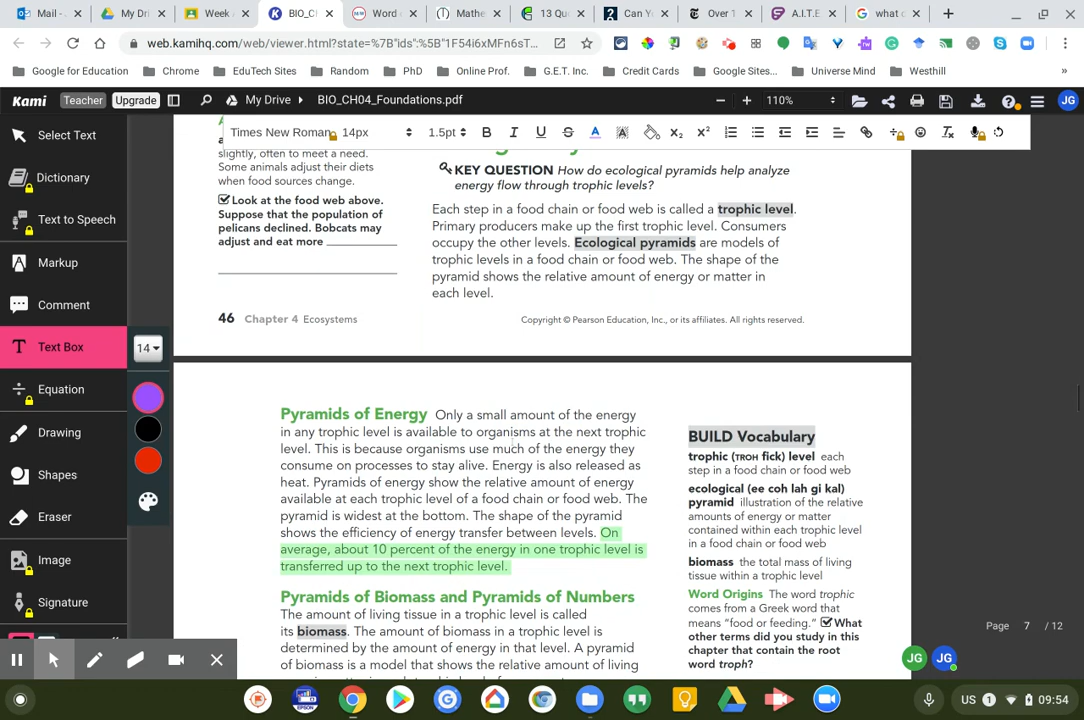 Mail -
My Dri
Week
BIO_CH
Word
Mathe
13 Qu
Can Y
Over 1
A.I.T.E
what c
web.kamihq.com/web/viewer.html?state=%7B"ids"%3A%5B"1F54i6xMFn6sT...
Google for Education
Chrome
EduTech Sites
Random
PhD
Online Prof.
G.E.T. Inc.
Credit Cards
Google Sites...
Universe Mind
Westhill
»
Kami
Teacher
Upgrade
My Drive
BIO_CH04_Foundations.pdf
110%
JG
Times New Roman
14px
1.5pt
B
I
U
S
A
Select Text
Dictionary
Text to Speech
Markup
Comment
Text Box
Equation
Drawing
Shapes
Eraser
Image
Signature
14
slightly, often to meet a need.
Some animals adjust their diets
when food sources change.
Look at the food web above.
Suppose that the population of
pelicans declined. Bobcats may
adjust and eat more
KEY QUESTION How do ecological pyramids help analyze
energy flow through trophic levels?
Each step in a food chain or food web is called a trophic level.
Primary producers make up the first trophic level. Consumers
occupy the other levels. Ecological pyramids are models of
trophic levels in a food chain or food web. The shape of the
pyramid shows the relative amount of energy or matter in
each level.
46 Chapter 4 Ecosystems
Copyright © Pearson Education, Inc., or its affiliates. All rights reserved.
Pyramids of Energy Only a small amount of the energy
in any trophic level is available to organisms at the next trophic
level. This is because organisms use much of the energy they
consume on processes to stay alive. Energy is also released as
heat. Pyramids of energy show the relative amount of energy
available at each trophic level of a food chain or food web. The
pyramid is widest at the bottom. The shape of the pyramid
shows the efficiency of energy transfer between levels. On
average, about 10 percent of the energy in one trophic level is
transferred up to the next trophic level.
Pyramids of Biomass and Pyramids of Numbers
The amount of living tissue in a trophic level is called
its biomass. The amount of biomass in a trophic level is
determined by the amount of energy in that level. A pyramid
of biomass is a model that shows the relative amount of living
BUILD Vocabulary
trophic (TROH fick) level each
step in a food chain or food web
ecological (ee coh lah gi kal)
pyramid illustration of the relative
amounts of energy or matter
contained within each trophic level
in a food chain or food web
biomass the total mass of living
tissue within a trophic level
Word Origins The word trophic
comes from a Greek word that
means "food or feeding." What
other terms did you study in this
chapter that contain the root
word troph?
Page 7 / 12
JG
JG
US
1
09:54